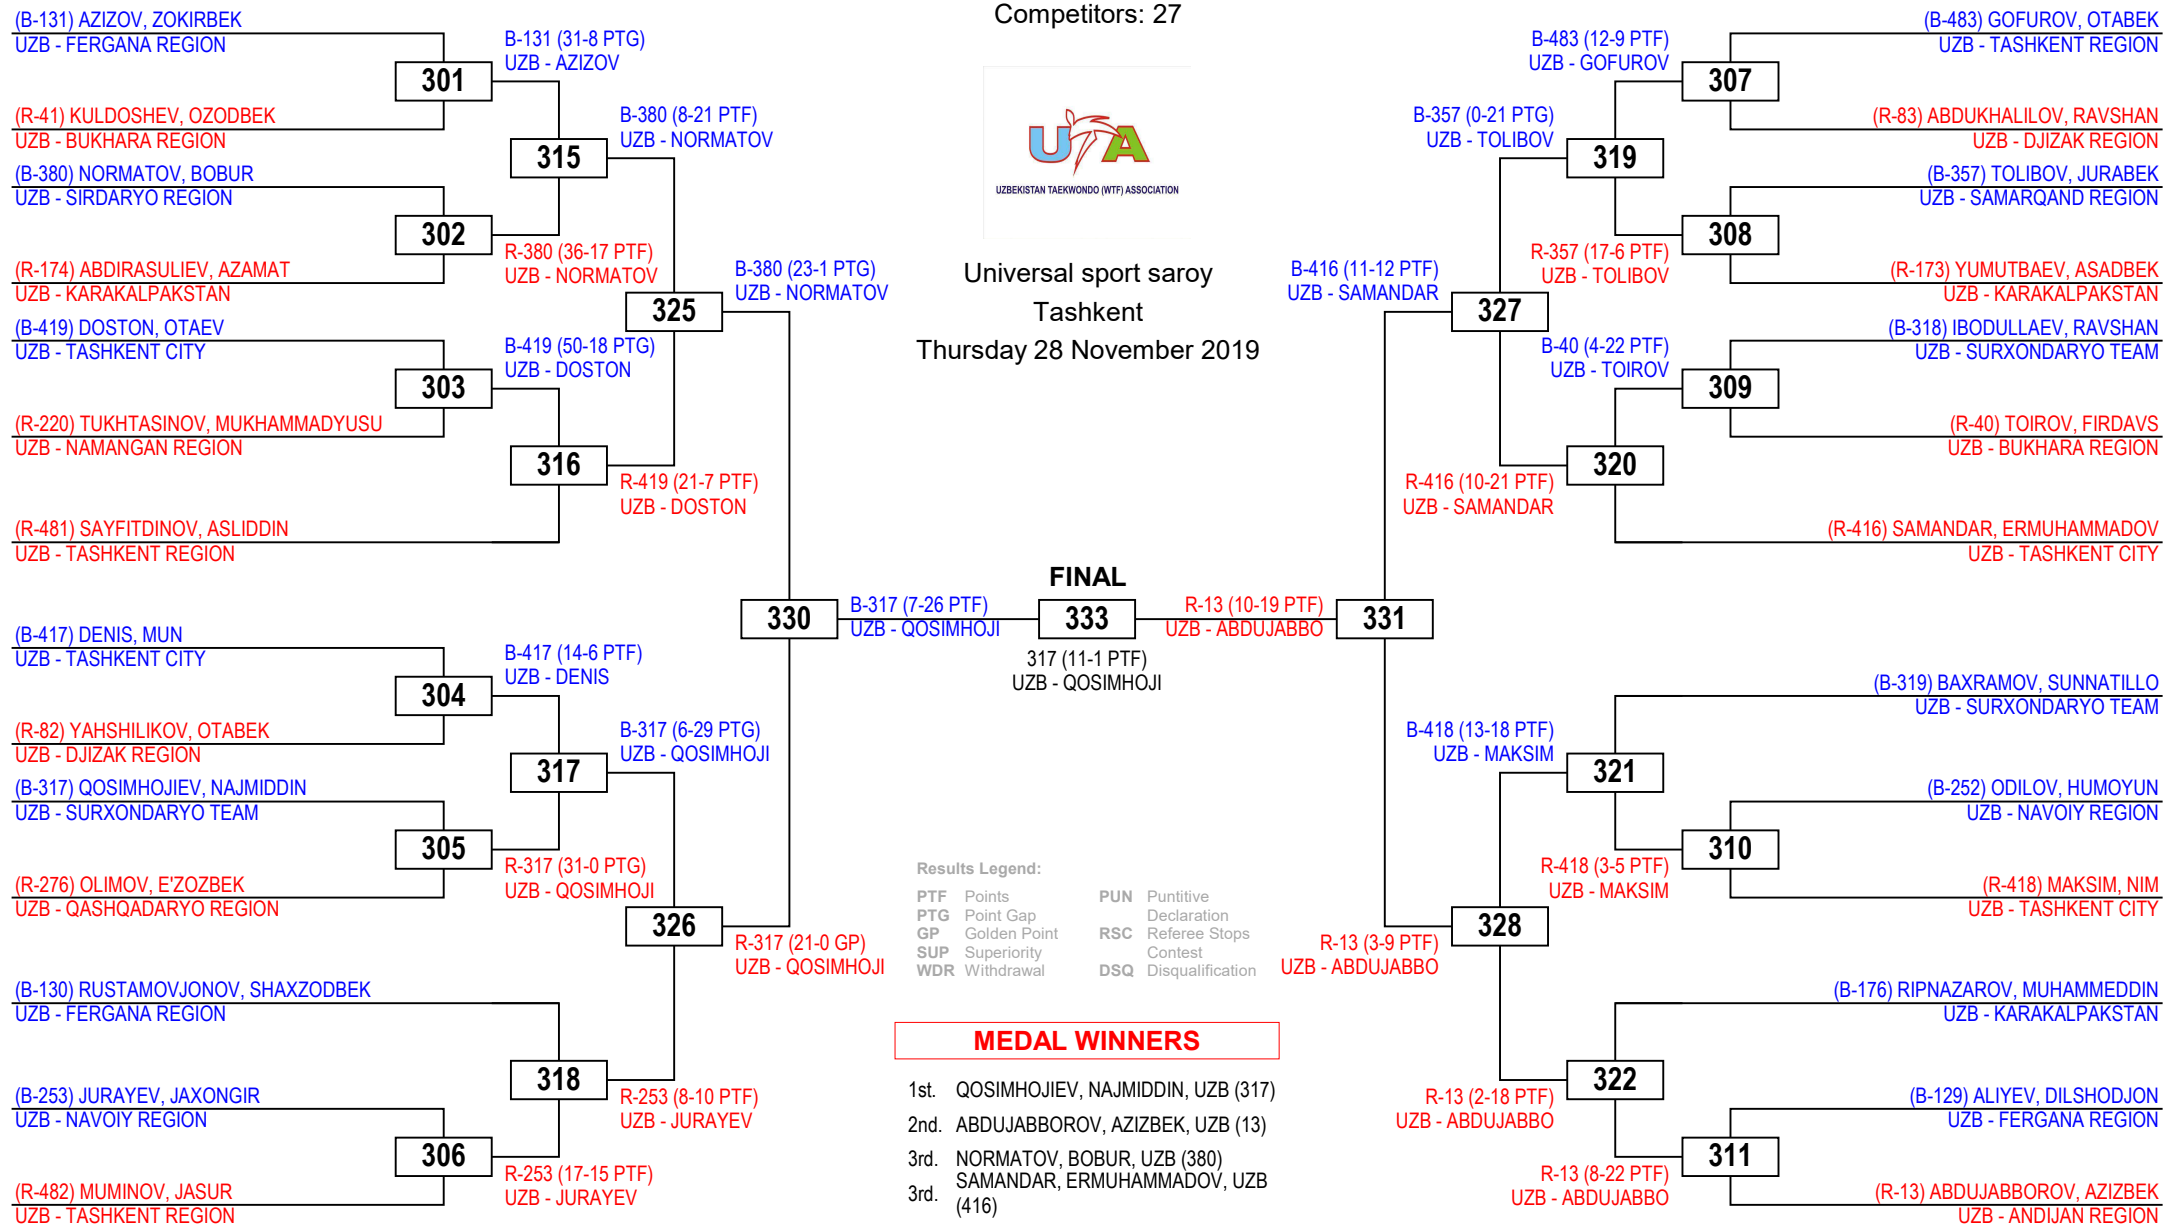 Competitors: 27
UTA
UZBEKISTAN TAEKWONDO (WTF) ASSOCIATION
Universal sport saroy
Tashkent
Thursday 28 November 2019
(B-131) AZIZOV, ZOKIRBEK
UZB - FERGANA REGION
301
(R-41) KULDOSHEV, OZODBEK
UZB - BUKHARA REGION
(B-380) NORMATOV, BOBUR
UZB - SIRDARYO REGION
302
(R-174) ABDIRASULIEV, AZAMAT
UZB - KARAKALPAKSTAN
(B-419) DOSTON, OTAEV
UZB - TASHKENT CITY
303
(R-220) TUKHTASINOV, MUKHAMMADYUSU
UZB - NAMANGAN REGION
(R-481) SAYFITDINOV, ASLIDDIN
UZB - TASHKENT REGION
(B-417) DENIS, MUN
UZB - TASHKENT CITY
304
(R-82) YAHSHILIKOV, OTABEK
UZB - DJIZAK REGION
(B-317) QOSIMHOJIEV, NAJMIDDIN
UZB - SURXONDARYO TEAM
305
(R-276) OLIMOV, E'ZOZBEK
UZB - QASHQADARYO REGION
(B-130) RUSTAMOVJONOV, SHAXZODBEK
UZB - FERGANA REGION
(B-253) JURAYEV, JAXONGIR
UZB - NAVOIY REGION
306
(R-482) MUMINOV, JASUR
UZB - TASHKENT REGION
B-131 (31-8 PTG)
UZB - AZIZOV
315
R-380 (36-17 PTF)
UZB - NORMATOV
B-419 (50-18 PTG)
UZB - DOSTON
316
B-417 (14-6 PTF)
UZB - DENIS
317
R-317 (31-0 PTG)
UZB - QOSIMHOJI
318
R-253 (17-15 PTF)
UZB - JURAYEV
B-380 (8-21 PTF)
UZB - NORMATOV
325
R-419 (21-7 PTF)
UZB - DOSTON
B-317 (6-29 PTG)
UZB - QOSIMHOJI
326
R-253 (8-10 PTF)
UZB - JURAYEV
B-380 (23-1 PTG)
UZB - NORMATOV
330
R-317 (21-0 GP)
UZB - QOSIMHOJI
B-317 (7-26 PTF)
UZB - QOSIMHOJI
FINAL
333
317 (11-1 PTF)
UZB - QOSIMHOJI
R-13 (10-19 PTF)
UZB - ABDUJABBO
331
B-416 (11-12 PTF)
UZB - SAMANDAR
327
R-13 (3-9 PTF)
UZB - ABDUJABBO
328
B-357 (0-21 PTG)
UZB - TOLIBOV
319
R-416 (10-21 PTF)
UZB - SAMANDAR
320
B-418 (13-18 PTF)
UZB - MAKSIM
321
R-13 (2-18 PTF)
UZB - ABDUJABBO
322
B-483 (12-9 PTF)
UZB - GOFUROV
307
R-357 (17-6 PTF)
UZB - TOLIBOV
308
B-40 (4-22 PTF)
UZB - TOIROV
309
R-418 (3-5 PTF)
UZB - MAKSIM
310
R-13 (8-22 PTF)
UZB - ABDUJABBO
311
(B-483) GOFUROV, OTABEK
UZB - TASHKENT REGION
(R-83) ABDUKHALILOV, RAVSHAN
UZB - DJIZAK REGION
(B-357) TOLIBOV, JURABEK
UZB - SAMARQAND REGION
(R-173) YUMUTBAEV, ASADBEK
UZB - KARAKALPAKSTAN
(B-318) IBODULLAEV, RAVSHAN
UZB - SURXONDARYO TEAM
(R-40) TOIROV, FIRDAVS
UZB - BUKHARA REGION
(R-416) SAMANDAR, ERMUHAMMADOV
UZB - TASHKENT CITY
(B-319) BAXRAMOV, SUNNATILLO
UZB - SURXONDARYO TEAM
(B-252) ODILOV, HUMOYUN
UZB - NAVOIY REGION
(R-418) MAKSIM, NIM
UZB - TASHKENT CITY
(B-176) RIPNAZAROV, MUHAMMEDDIN
UZB - KARAKALPAKSTAN
(B-129) ALIYEV, DILSHODJON
UZB - FERGANA REGION
(R-13) ABDUJABBOROV, AZIZBEK
UZB - ANDIJAN REGION
Results Legend:
PTF Points
PTG Point Gap
GP Golden Point
SUP Superiority
WDR Withdrawal
PUN Puntitive
Declaration
RSC Referee Stops
Contest
DSQ Disqualification
MEDAL WINNERS
1st. QOSIMHOJIEV, NAJMIDDIN, UZB (317)
2nd. ABDUJABBOROV, AZIZBEK, UZB (13)
3rd. NORMATOV, BOBUR, UZB (380)
3rd. SAMANDAR, ERMUHAMMADOV, UZB
(416)